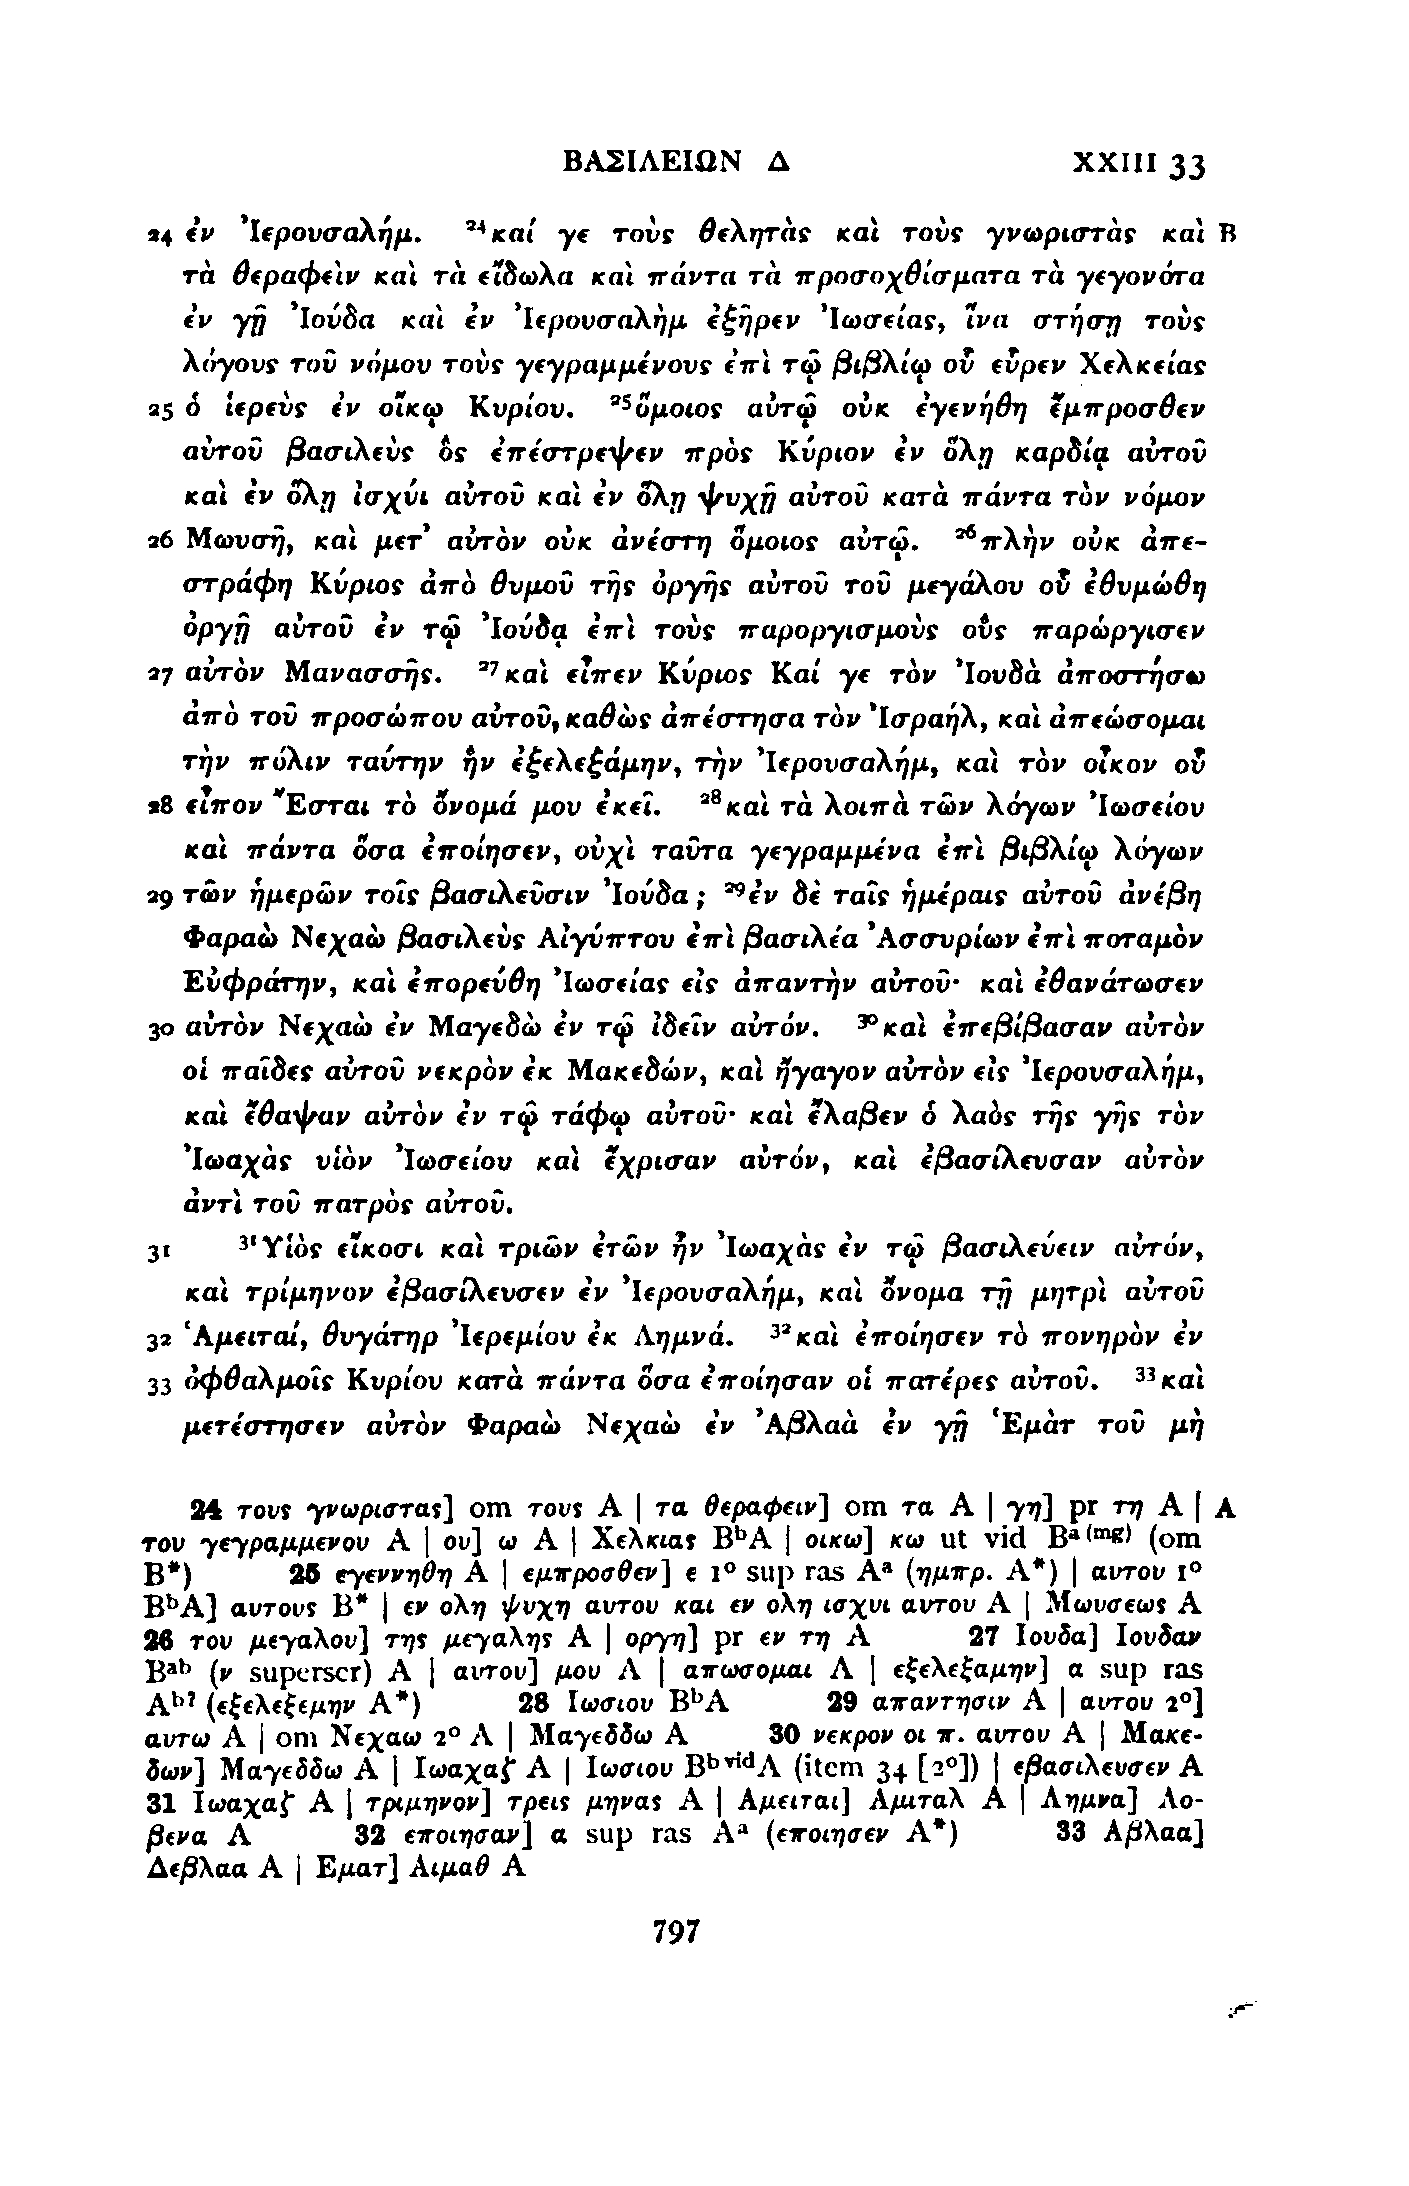 ΒΑΣΙΛΕΙΩΝ Δ XXIII 33
24 ἐν Ἰερουσαλήμ. ²⁴καί γε τοὺς θελητὰς καὶ τοὺς γνωριστὰς καὶ B
τὰ θεραφεὶν καὶ τὰ εἴδωλα καὶ πάντα τὰ προσοχθίσματα τὰ γεγονότα
ἐν γῇ Ἰούδα καὶ ἐν Ἰερουσαλὴμ ἐξῆρεν Ἰωσείας, ἵνα στήσῃ τοὺς
λόγους τοῦ νόμου τοὺς γεγραμμένους ἐπὶ τῷ βιβλίῳ οὗ εὗρεν Χελκείας
25 ὁ ἱερεὺς ἐν οἴκῳ Κυρίου. ²⁵ὅμοιος αὐτῷ οὐκ ἐγενήθη ἔμπροσθεν
αὐτοῦ βασιλεὺς ὃς ἐπέστρεψεν πρὸς Κύριον ἐν ὅλῃ καρδίᾳ αὐτοῦ
καὶ ἐν ὅλῃ ἰσχύι αὐτοῦ καὶ ἐν ὅλῃ ψυχῇ αὐτοῦ κατὰ πάντα τὸν νόμον
26 Μωυσῆ, καὶ μετ᾽ αὐτὸν οὐκ ἀνέστη ὅμοιος αὐτῷ. ²⁶πλὴν οὐκ ἀπε-
στράφη Κύριος ἀπὸ θυμοῦ τῆς ὀργῆς αὐτοῦ τοῦ μεγάλου οὗ ἐθυμώθη
ὀργῇ αὐτοῦ ἐν τῷ Ἰούδᾳ ἐπὶ τοὺς παροργισμοὺς οὓς παρώργισεν
27 αὐτὸν Μανασσῆς. ²⁷καὶ εἶπεν Κύριος Καί γε τὸν Ἰουδὰ ἀποστήσω
ἀπὸ τοῦ προσώπου αὐτοῦ, καθὼς ἀπέστησα τὸν Ἰσραήλ, καὶ ἀπεώσομαι
τὴν πόλιν ταύτην ἣν ἐξελεξάμην, τὴν Ἰερουσαλήμ, καὶ τὸν οἶκον οὗ
28 εἶπον Ἔσται τὸ ὄνομά μου ἐκεῖ. ²⁸καὶ τὰ λοιπὰ τῶν λόγων Ἰωσείου
καὶ πάντα ὅσα ἐποίησεν, οὐχὶ ταῦτα γεγραμμένα ἐπὶ βιβλίῳ λόγων
29 τῶν ἡμερῶν τοῖς βασιλεῦσιν Ἰούδα; ²⁹ἐν δὲ ταῖς ἡμέραις αὐτοῦ ἀνέβη
Φαραὼ Νεχαὼ βασιλεὺς Αἰγύπτου ἐπὶ βασιλέα Ἀσσυρίων ἐπὶ ποταμὸν
Εὐφράτην, καὶ ἐπορεύθη Ἰωσείας εἰς ἀπαντὴν αὐτοῦ· καὶ ἐθανάτωσεν
30 αὐτὸν Νεχαὼ ἐν Μαγεδὼ ἐν τῷ ἰδεῖν αὐτόν. ³⁰καὶ ἐπεβίβασαν αὐτὸν
οἱ παῖδες αὐτοῦ νεκρὸν ἐκ Μακεδών, καὶ ἤγαγον αὐτὸν εἰς Ἰερουσαλήμ,
καὶ ἔθαψαν αὐτὸν ἐν τῷ τάφῳ αὐτοῦ· καὶ ἔλαβεν ὁ λαὸς τῆς γῆς τὸν
Ἰωαχὰς υἱὸν Ἰωσείου καὶ ἔχρισαν αὐτόν, καὶ ἐβασίλευσαν αὐτὸν
ἀντὶ τοῦ πατρὸς αὐτοῦ.
31 ³¹Υἱὸς εἴκοσι καὶ τριῶν ἐτῶν ἦν Ἰωαχὰς ἐν τῷ βασιλεύειν αὐτόν,
καὶ τρίμηνον ἐβασίλευσεν ἐν Ἰερουσαλήμ, καὶ ὄνομα τῇ μητρὶ αὐτοῦ
32 Ἁμειταί, θυγάτηρ Ἰερεμίου ἐκ Λημνά. ³²καὶ ἐποίησεν τὸ πονηρὸν ἐν
33 ὀφθαλμοῖς Κυρίου κατὰ πάντα ὅσα ἐποίησαν οἱ πατέρες αὐτοῦ. ³³καὶ
μετέστησεν αὐτὸν Φαραὼ Νεχαὼ ἐν Ἀβλαὰ ἐν γῇ Ἑμὰτ τοῦ μὴ
24 τους γνωριστας] om τους A | τα θεραφειν] om τα A | γη] pr τη A | A
του γεγραμμενου A | ου] ω A | Χελκιας BᵇA | οικω] κω ut vid Bᵃ⁽ᵐᵍ⁾ (om
B*) 25 εγεννηθη A | εμπροσθεν] ε 1° sup ras Aᵃ (ημπρ. A*) | αυτου 1°
BᵇA] αυτους B* | εν ολη ψυχη αυτου και εν ολη ισχυι αυτου A | Μωυσεως A
26 του μεγαλου] της μεγαλης A | οργη] pr εν τη A 27 Ιουδα] Ιουδαν
Bᵃᵇ (ν superscr) A | αυτου] μου A | απωσομαι A | εξελεξαμην] α sup ras
Aᵇ? (εξελεξεμην A*) 28 Ιωσιου BᵇA 29 απαντησιν A | αυτου 2°]
αυτω A | om Νεχαω 2° A | Μαγεδδω A 30 νεκρον οι π. αυτου A | Μακε-
δων] Μαγεδδω A | Ιωαχαζ A | Ιωσιου BᵇᵛⁱᵈA (item 34 [2°]) | εβασιλευσεν A
31 Ιωαχαζ A | τριμηνον] τρεις μηνας A | Αμειται] Αμιταλ A | Λημνα] Λο-
βενα A 32 εποιησαν] α sup ras Aᵃ (εποιησεν A*) 33 Αβλαα]
Δεβλαα A | Εματ] Αιμαθ A
797